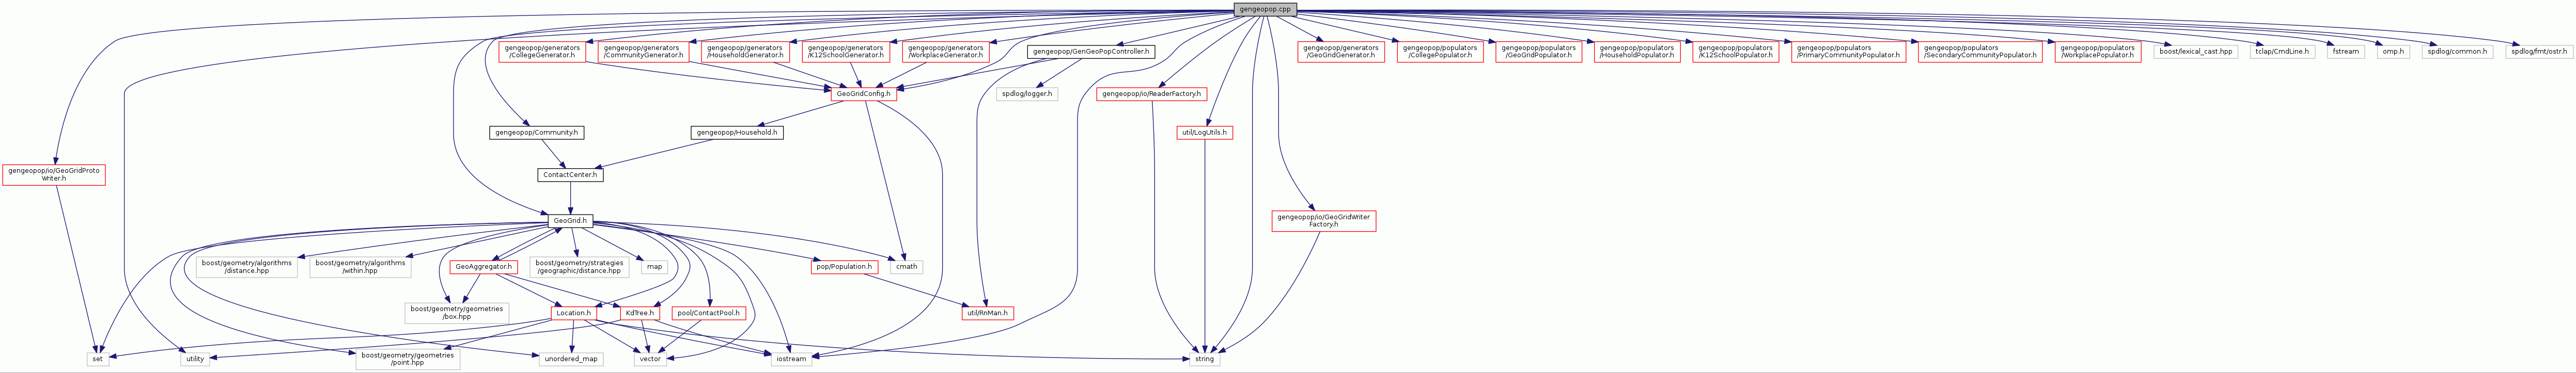 gengeopop.cpp
gengeopop/generators
/CollegeGenerator.h
gengeopop/generators
/CommunityGenerator.h
gengeopop/generators
/HouseholdGenerator.h
gengeopop/generators
/K12SchoolGenerator.h
gengeopop/generators
/WorkplaceGenerator.h
gengeopop/GenGeoPopController.h
gengeopop/generators
/GeoGridGenerator.h
gengeopop/populators
/CollegePopulator.h
gengeopop/populators
/GeoGridPopulator.h
gengeopop/populators
/HouseholdPopulator.h
gengeopop/populators
/K12SchoolPopulator.h
gengeopop/populators
/PrimaryCommunityPopulator.h
gengeopop/populators
/SecondaryCommunityPopulator.h
gengeopop/populators
/WorkplacePopulator.h
boost/lexical_cast.hpp
tclap/CmdLine.h
fstream
omp.h
spdlog/common.h
spdlog/fmt/ostr.h
GeoGridConfig.h
spdlog/logger.h
gengeopop/io/ReaderFactory.h
gengeopop/Community.h
gengeopop/Household.h
util/LogUtils.h
gengeopop/io/GeoGridProto
Writer.h
ContactCenter.h
GeoGrid.h
gengeopop/io/GeoGridWriter
Factory.h
boost/geometry/algorithms
/distance.hpp
boost/geometry/algorithms
/within.hpp
GeoAggregator.h
boost/geometry/strategies
/geographic/distance.hpp
map
pop/Population.h
cmath
boost/geometry/geometries
/box.hpp
Location.h
KdTree.h
pool/ContactPool.h
util/RnMan.h
set
utility
boost/geometry/geometries
/point.hpp
unordered_map
vector
iostream
string